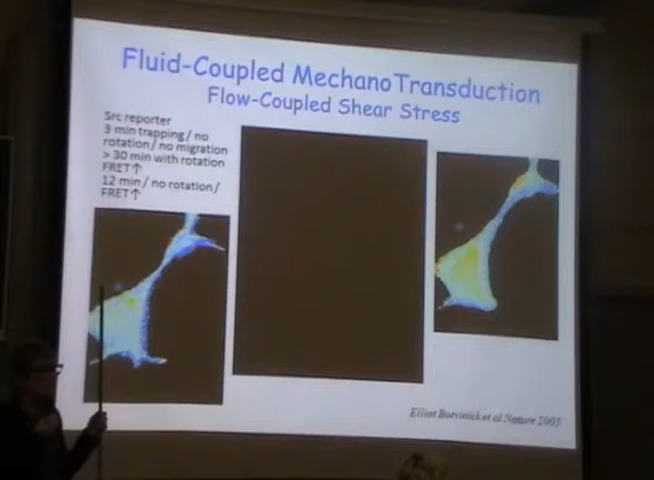 Fluid-Coupled MechanoTransduction
Flow-Coupled Shear Stress
Src reporter
3 min trapping/no
rotation/no migration
> 30 min with rotation
FRET↑
12 min/no rotation/
FRET↑
Elliot Botvinick et al Nature 2005